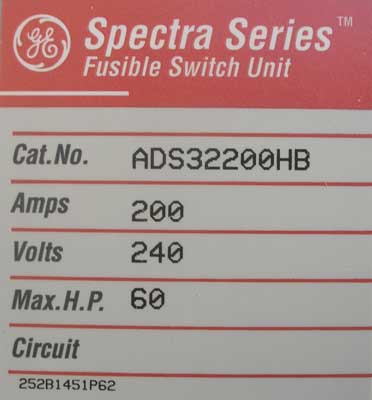 GE
Spectra Series™
Fusible Switch Unit
Cat.No. ADS32200HB
Amps 200
Volts 240
Max.H.P. 60
Circuit
252B1451P62